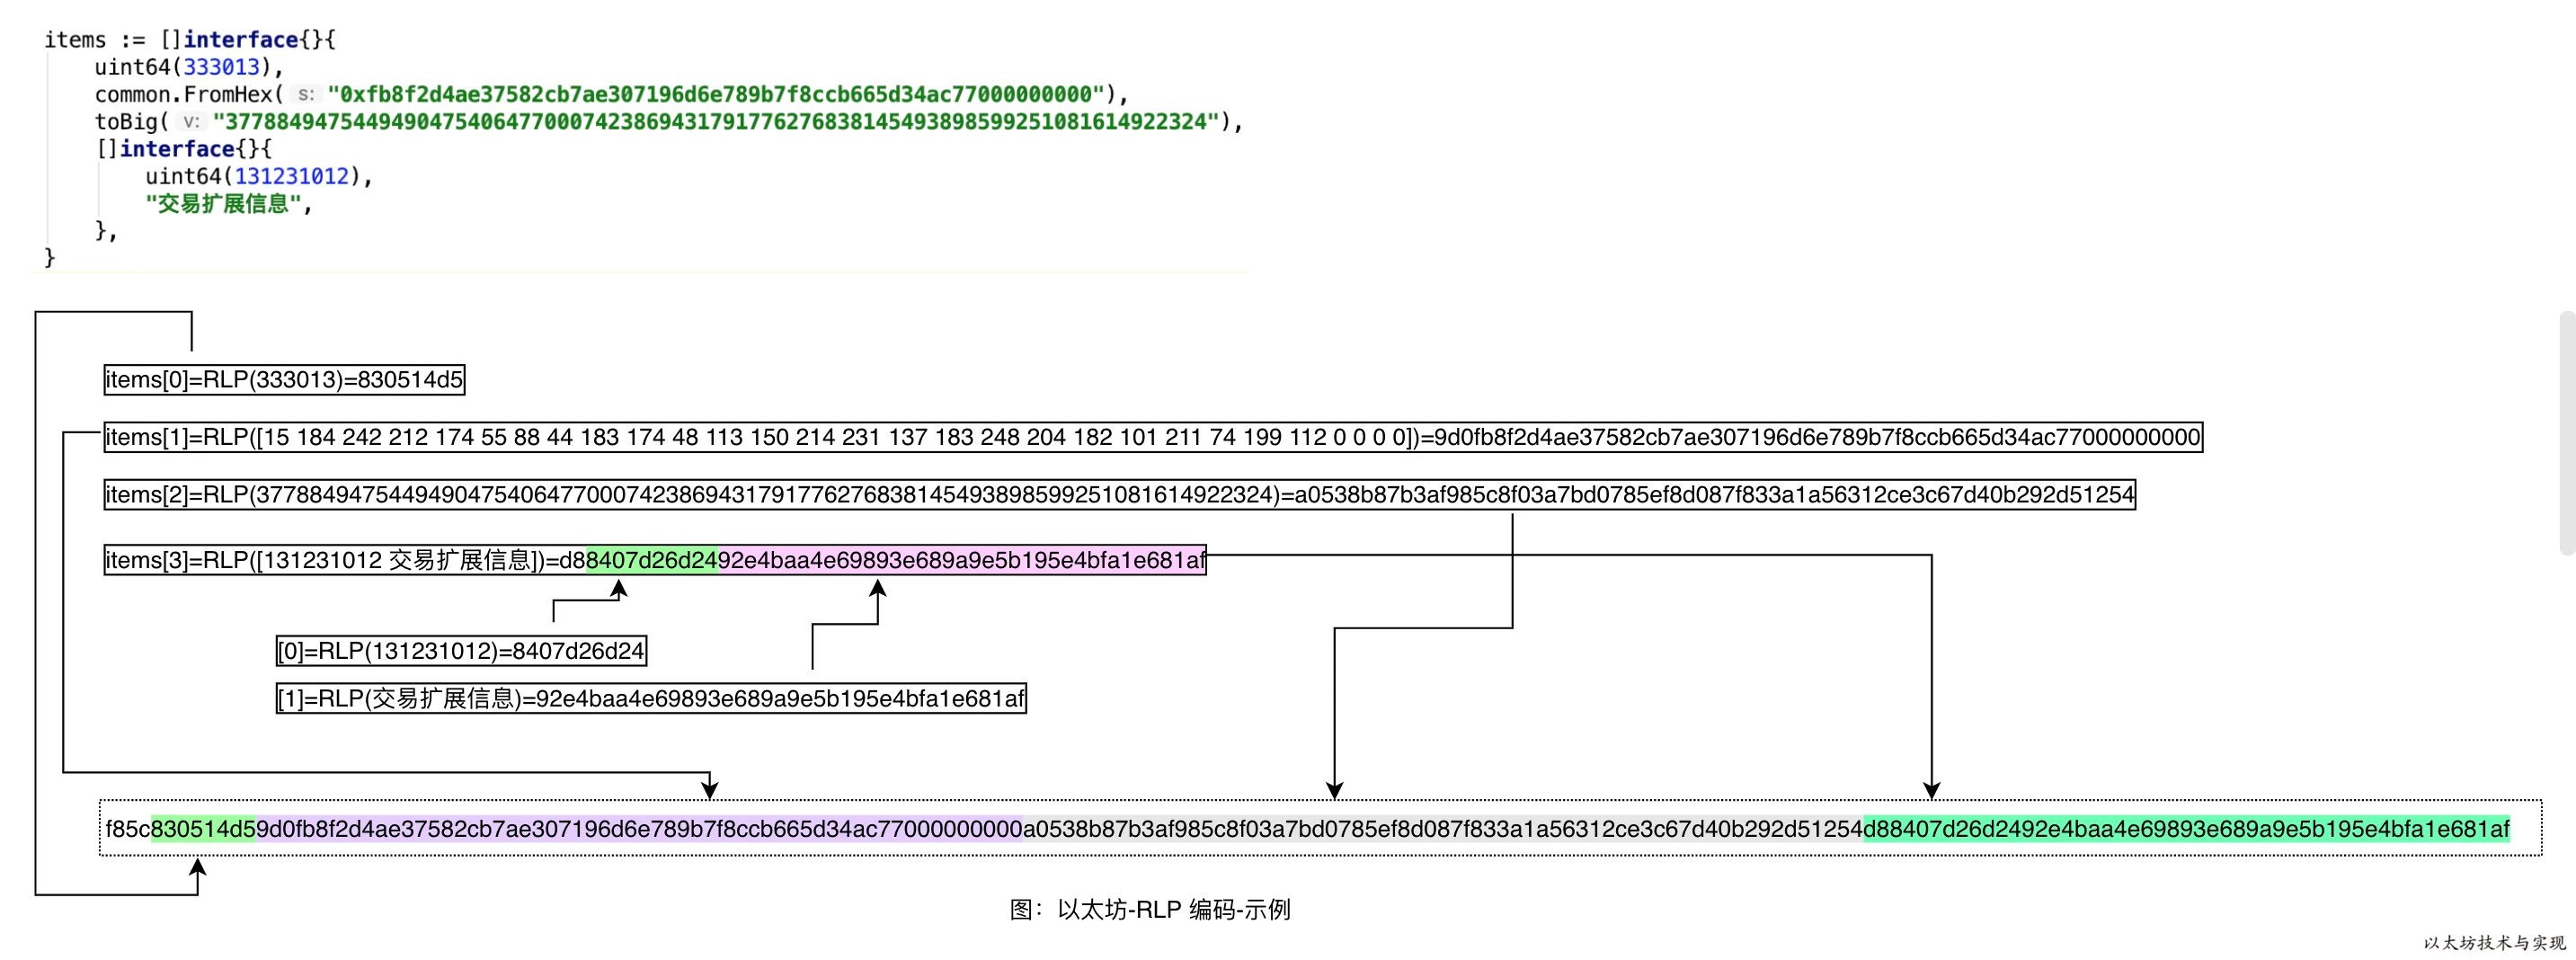 items := []interface{}{
uint64(333013),
common.FromHex( s: "0xfb8f2d4ae37582cb7ae307196d6e789b7f8ccb665d34ac77000000000"),
toBig( v: "37788494754494904754064770007423869431791776276838145493898599251081614922324"),
[]interface{}{
uint64(131231012),
"交易扩展信息",
},
}
items[0]=RLP(333013)=830514d5
items[1]=RLP([15 184 242 212 174 55 88 44 183 174 48 113 150 214 231 137 183 248 204 182 101 211 74 199 112 0 0 0 0])=9d0fb8f2d4ae37582cb7ae307196d6e789b7f8ccb665d34ac77000000000
items[2]=RLP(37788494754494904754064770007423869431791776276838145493898599251081614922324)=a0538b87b3af985c8f03a7bd0785ef8d087f833a1a56312ce3c67d40b292d51254
items[3]=RLP([131231012 交易扩展信息])=d88407d26d2492e4baa4e69893e689a9e5b195e4bfa1e681af
[0]=RLP(131231012)=8407d26d24
[1]=RLP(交易扩展信息)=92e4baa4e69893e689a9e5b195e4bfa1e681af
f85c830514d59d0fb8f2d4ae37582cb7ae307196d6e789b7f8ccb665d34ac77000000000a0538b87b3af985c8f03a7bd0785ef8d087f833a1a56312ce3c67d40b292d51254d88407d26d2492e4baa4e69893e689a9e5b195e4bfa1e681af
图：以太坊-RLP 编码-示例
以太坊技术与实现